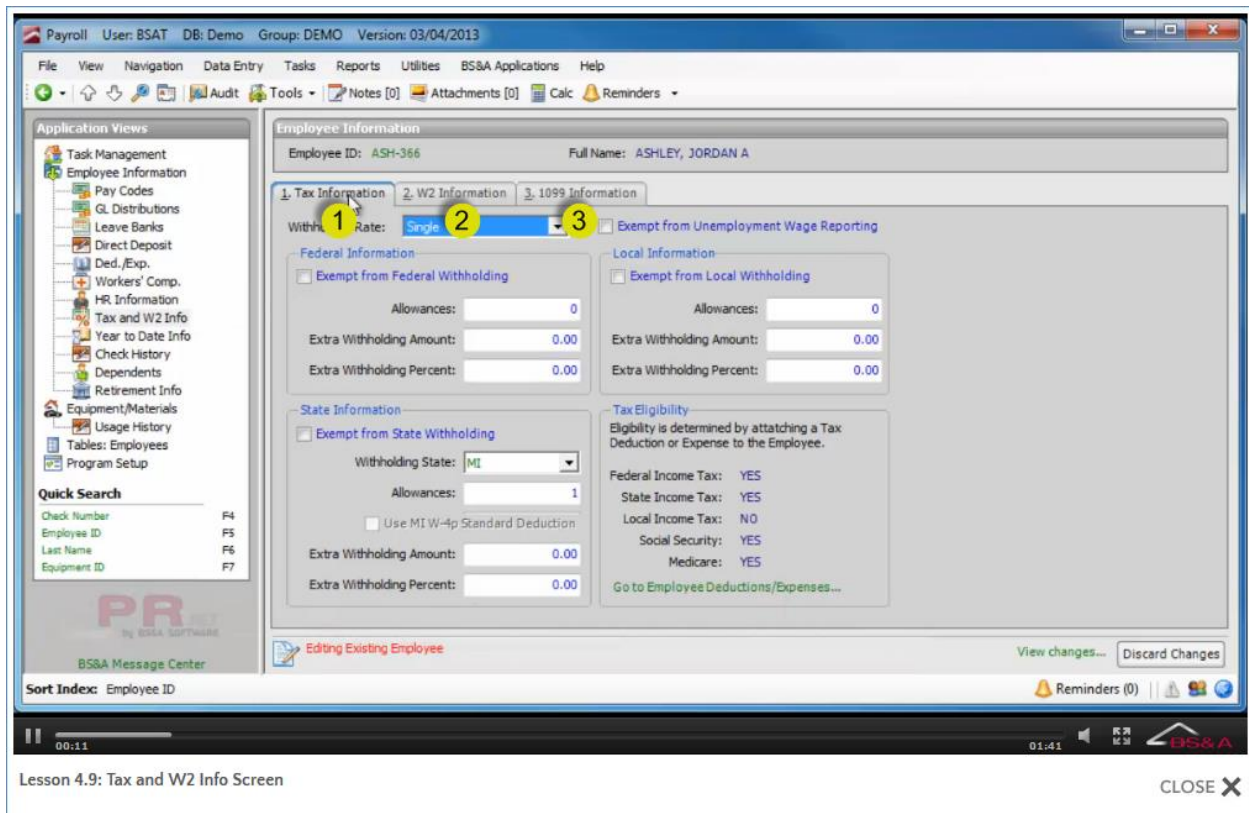 Payroll User: BSAT DB: Demo Group: DEMO Version: 03/04/2013
File View Navigation Data Entry Tasks Reports Utilities BS&A Applications Help
Audit Tools Notes [0] Attachments [0] Calc Reminders
Application Views
Task Management
Employee Information
Pay Codes
GL Distributions
Leave Banks
Direct Deposit
Ded./Exp.
Workers' Comp.
HR Information
Tax and W2 Info
Year to Date Info
Check History
Dependents
Retirement Info
Equipment/Materials
Usage History
Tables: Employees
Program Setup
Quick Search
Check Number F4
Employee ID F5
Last Name F6
Equipment ID F7
PR.NET
by BS&A SOFTWARE
BS&A Message Center
Employee Information
Employee ID: ASH-366 Full Name: ASHLEY, JORDAN A
1. Tax Information 2. W2 Information 3. 1099 Information
1 2 3
Rate: Single Exempt from Unemployment Wage Reporting
Federal Information
Exempt from Federal Withholding
Allowances: 0
Extra Withholding Amount: 0.00
Extra Withholding Percent: 0.00
Local Information
Exempt from Local Withholding
Allowances: 0
Extra Withholding Amount: 0.00
Extra Withholding Percent: 0.00
State Information
Exempt from State Withholding
Withholding State: MI
Allowances: 1
Use MI W-4p Standard Deduction
Extra Withholding Amount: 0.00
Extra Withholding Percent: 0.00
Tax Eligibility
Eligibility is determined by attatching a Tax
Deduction or Expense to the Employee.
Federal Income Tax: YES
State Income Tax: YES
Local Income Tax: NO
Social Security: YES
Medicare: YES
Go to Employee Deductions/Expenses...
Editing Existing Employee View changes... Discard Changes
Sort Index: Employee ID Reminders (0)
00:11 01:41 BS&A
Lesson 4.9: Tax and W2 Info Screen
CLOSE X